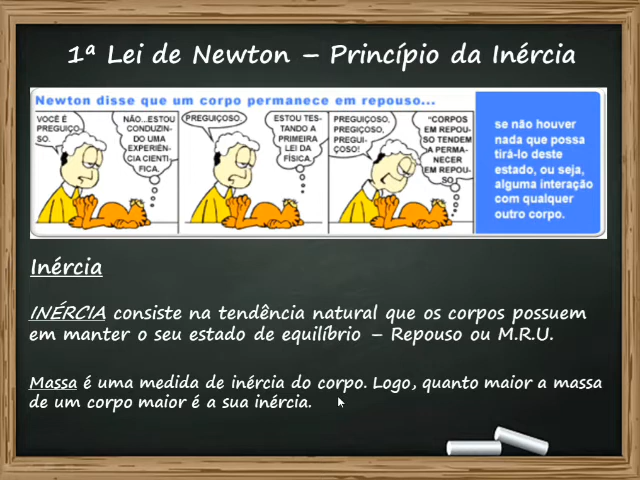 1ª Lei de Newton – Princípio da Inércia
Newton disse que um corpo permanece em repouso...
VOCÊ É
PREGUIÇO-
SO.
NÃO...ESTOU
CONDUZIN-
DO UMA
EXPERIÊN-
CIA CIENTI-
FICA.
PREGUIÇOSO.
ESTOU TES-
TANDO A
PRIMEIRA
LEI DA
FÍSICA.
PREGUIÇOSO,
PREGIÇOSO,
PREGUI-
ÇOSO!
“CORPOS
EM REPOU-
SO TENDEM
A PERMA-
NECER
EM REPOU-
SO
se não houver
nada que possa
tirá-lo deste
estado, ou seja,
alguma interação
com qualquer
outro corpo.
Inércia
INÉRCIA consiste na tendência natural que os corpos possuem
em manter o seu estado de equilíbrio – Repouso ou M.R.U.
Massa é uma medida de inércia do corpo. Logo, quanto maior a massa
de um corpo maior é a sua inércia.